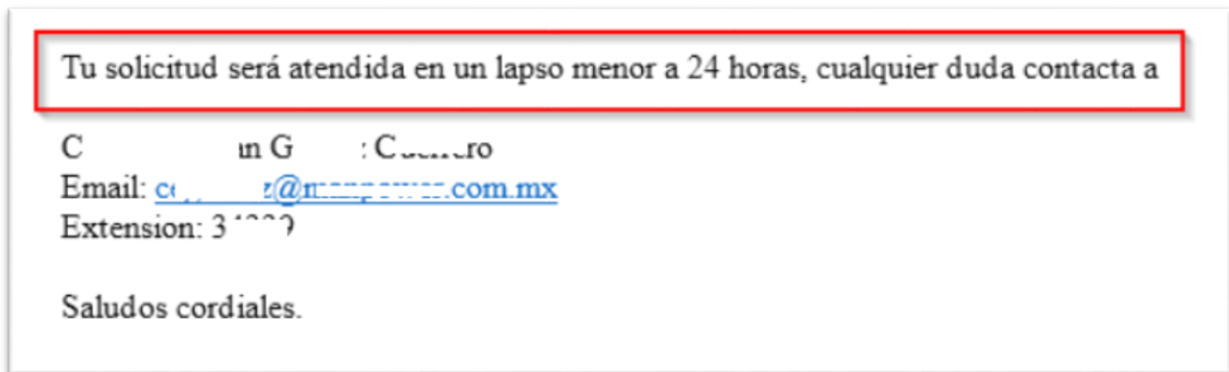 Tu solicitud será atendida en un lapso menor a 24 horas, cualquier duda contacta a
C
Email:
Extension:
Saludos cordiales.